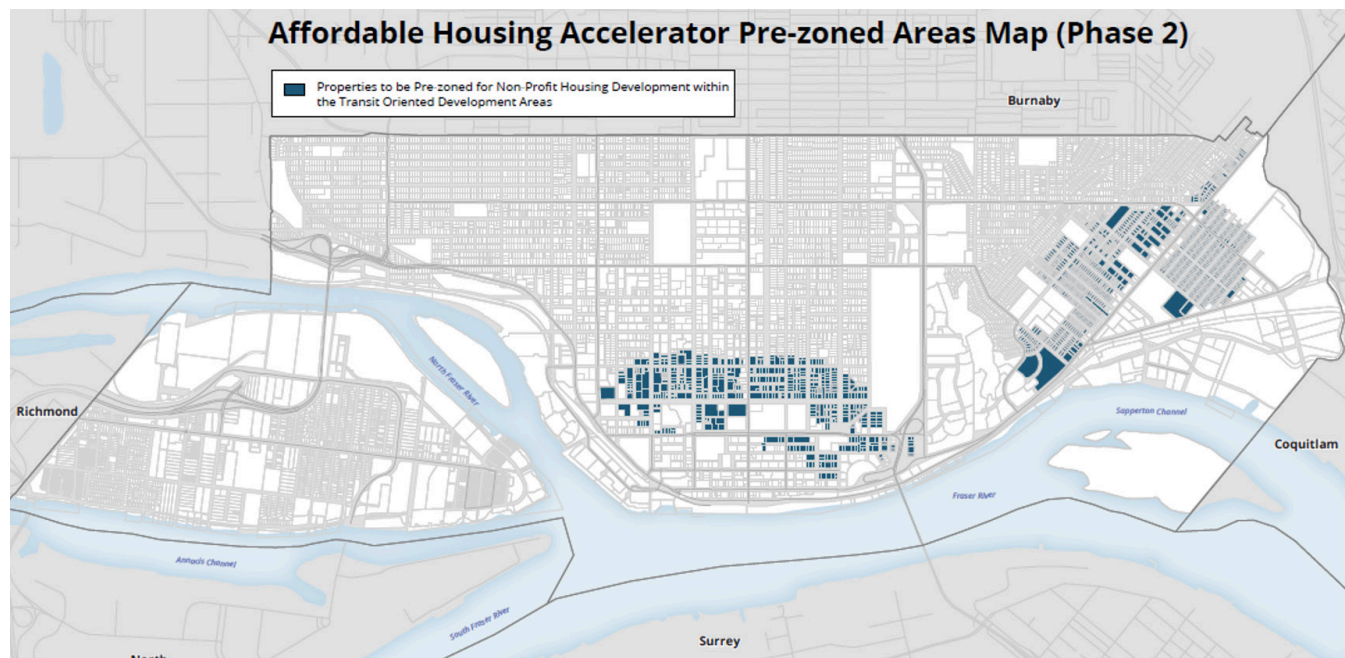 Affordable Housing Accelerator Pre-zoned Areas Map (Phase 2)
Properties to be Pre-zoned for Non-Profit Housing Development within
the Transit Oriented Development Areas
Burnaby
North Fraser River
Richmond
Sapperton Channel
Coquitlam
Fraser River
Annacis Channel
South Fraser River
Surrey
North